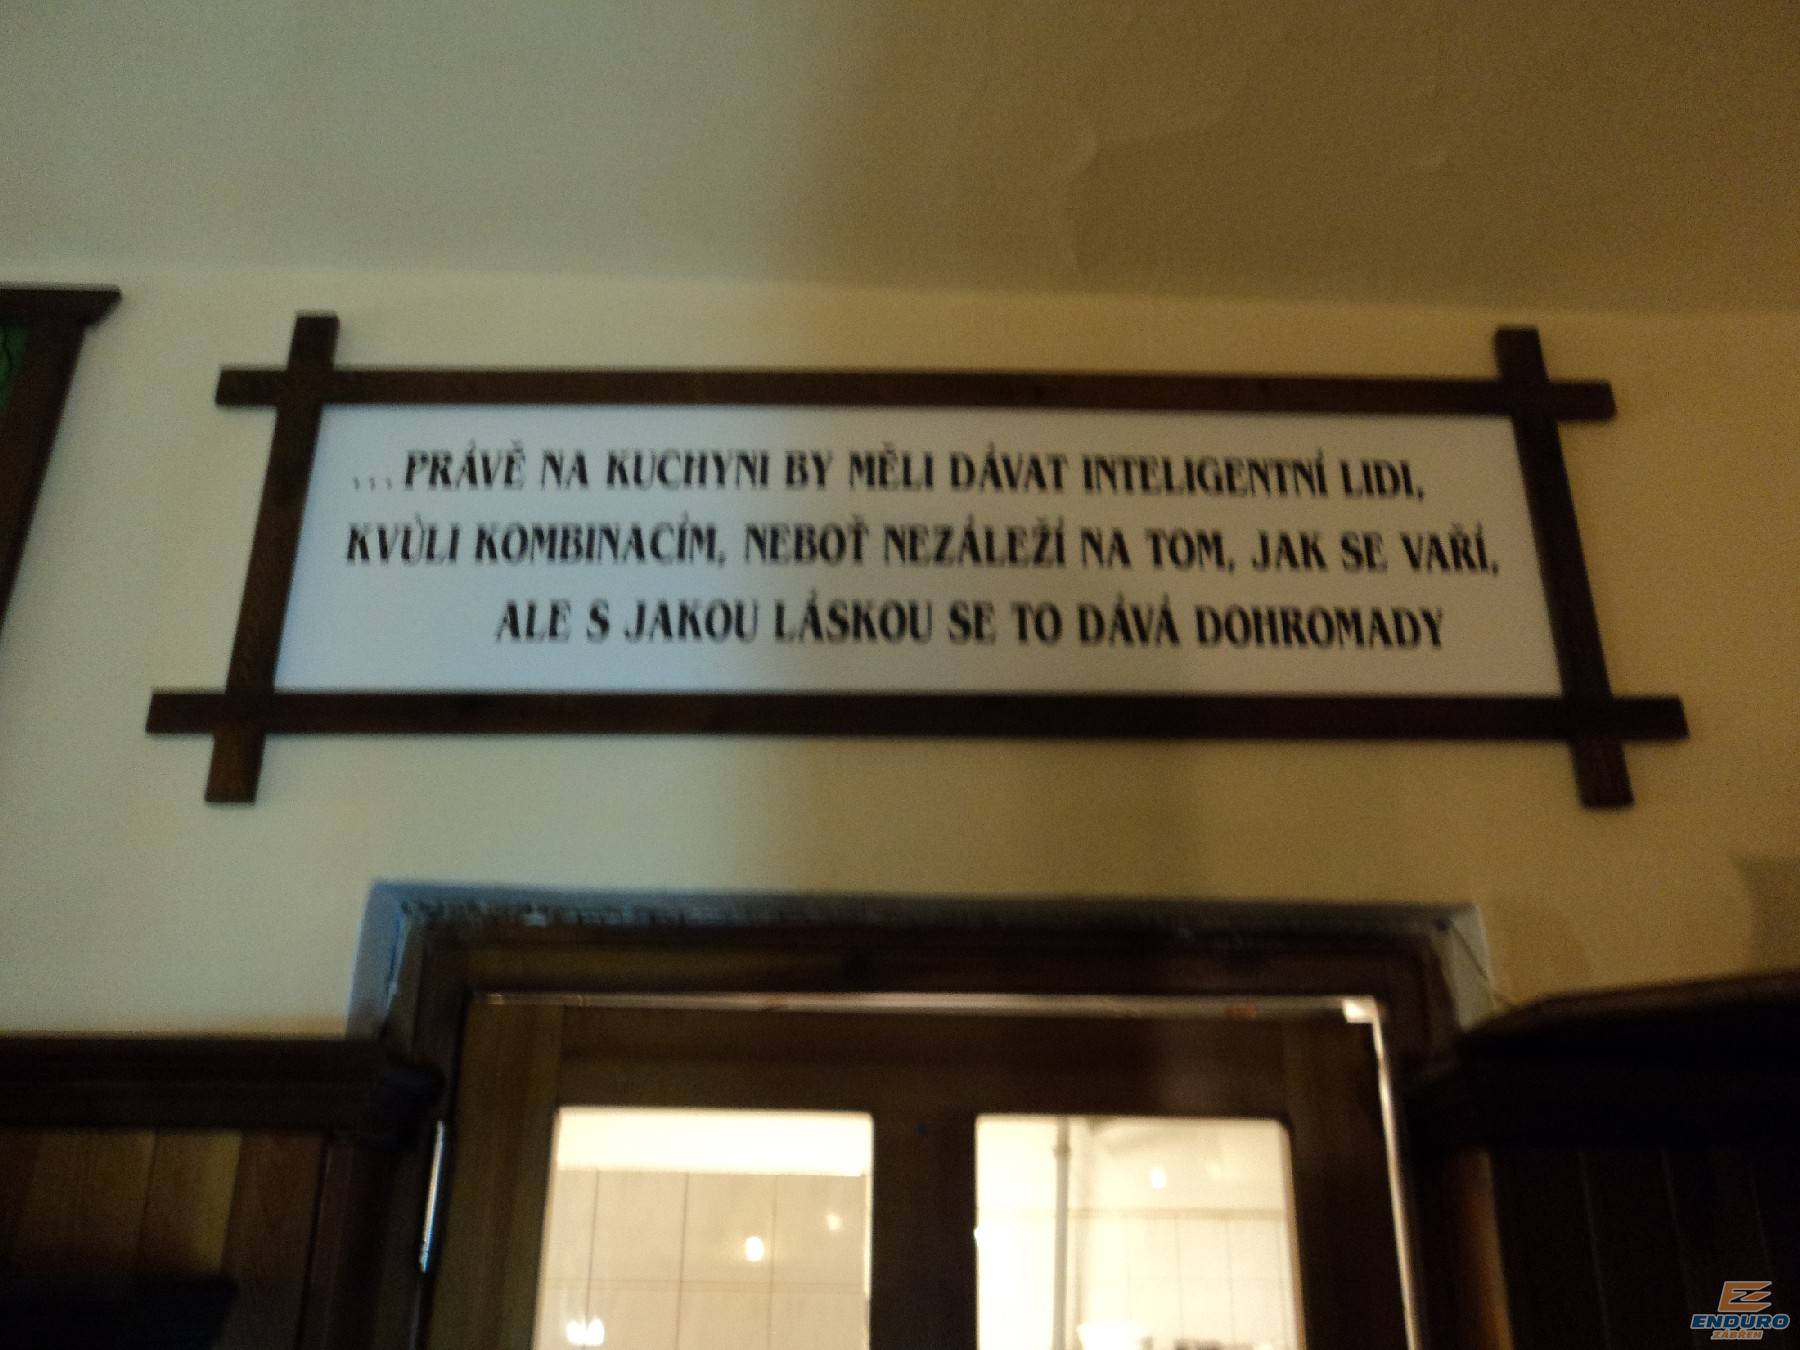 ...PRÁVĚ NA KUCHYNI BY MĚLI DÁVAT INTELIGENTNÍ LIDI,
KVŮLI KOMBINACÍM, NEBOŤ NEZÁLEŽÍ NA TOM, JAK SE VAŘÍ,
ALE S JAKOU LÁSKOU SE TO DÁVÁ DOHROMADY
ENDURO
ZÁBŘEH